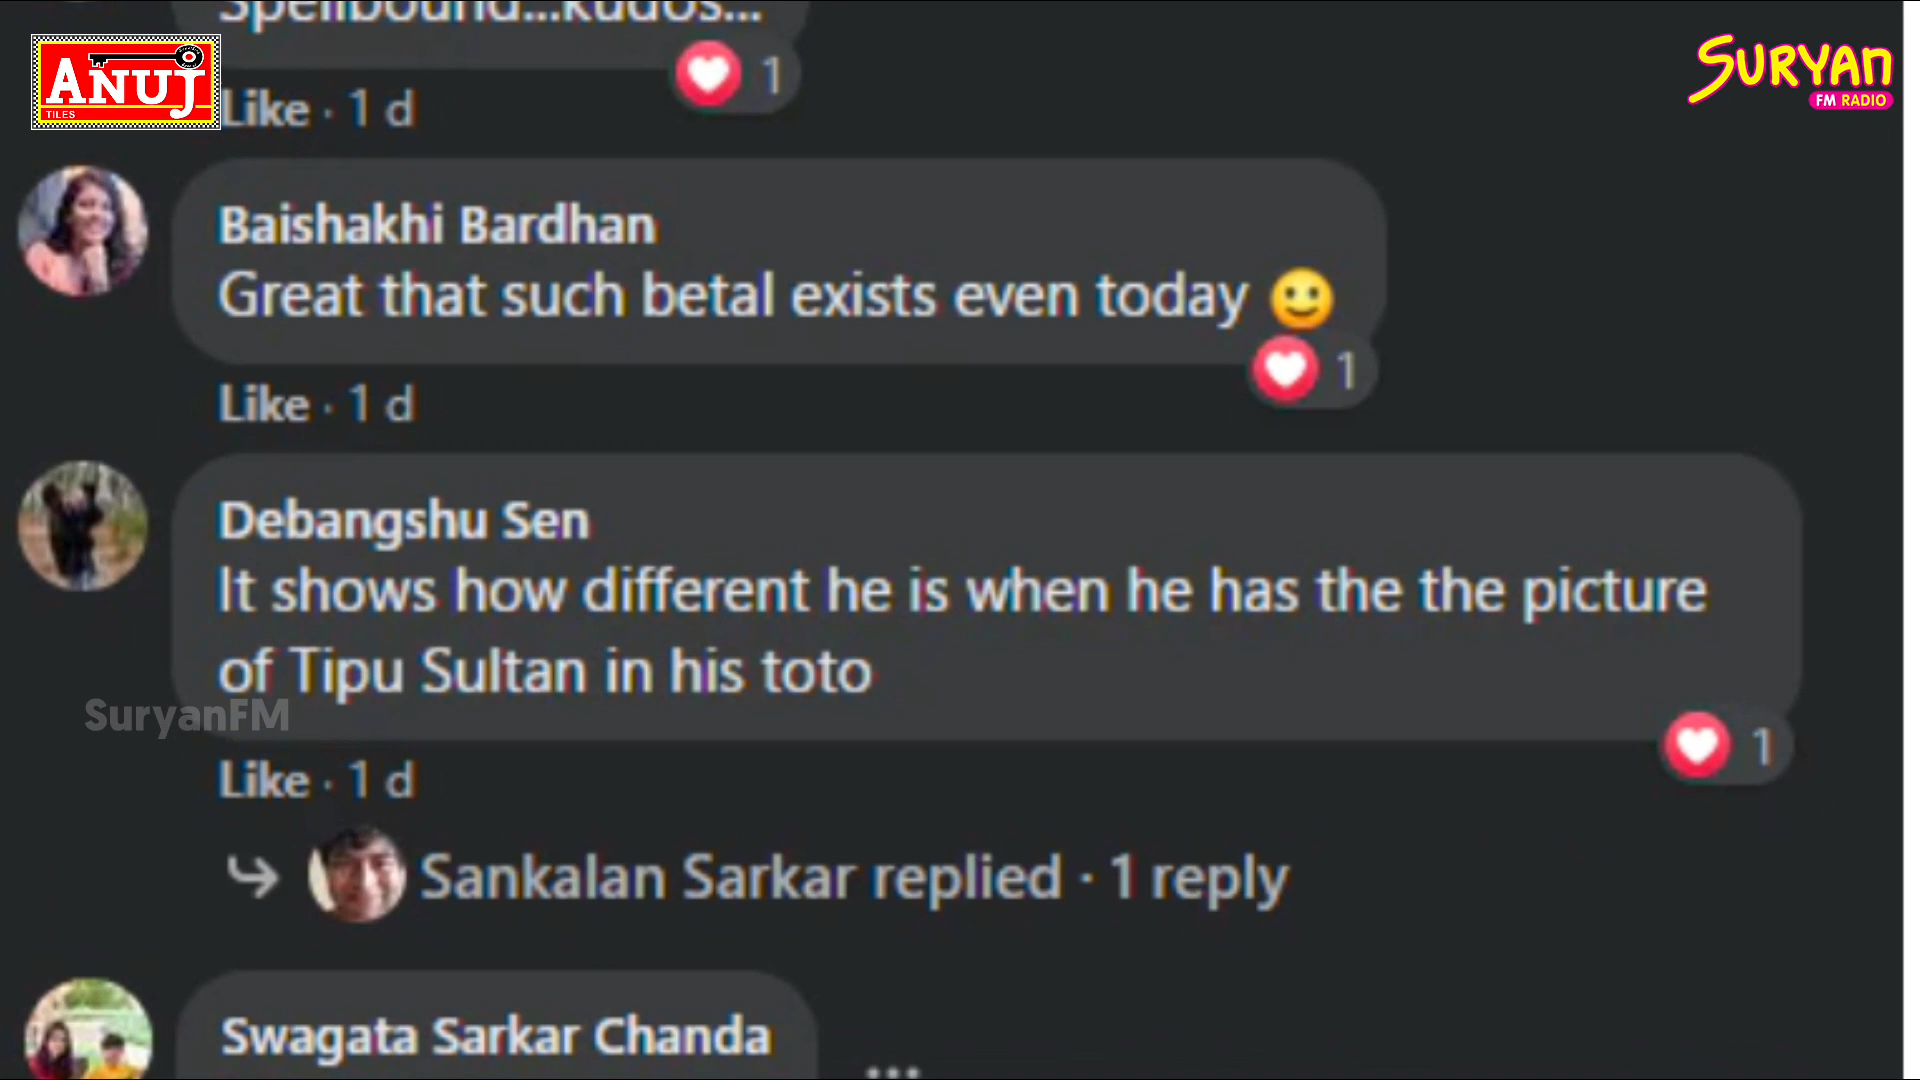 Spellbound...kudos...
ANUJ
TILES
SURYAN
FM RADIO
1
Like · 1 d
Baishakhi Bardhan
Great that such betal exists even today 🙂
1
Like · 1 d
Debangshu Sen
It shows how different he is when he has the the picture
of Tipu Sultan in his toto
SuryanFM
1
Like · 1 d
Sankalan Sarkar replied · 1 reply
Swagata Sarkar Chanda
...